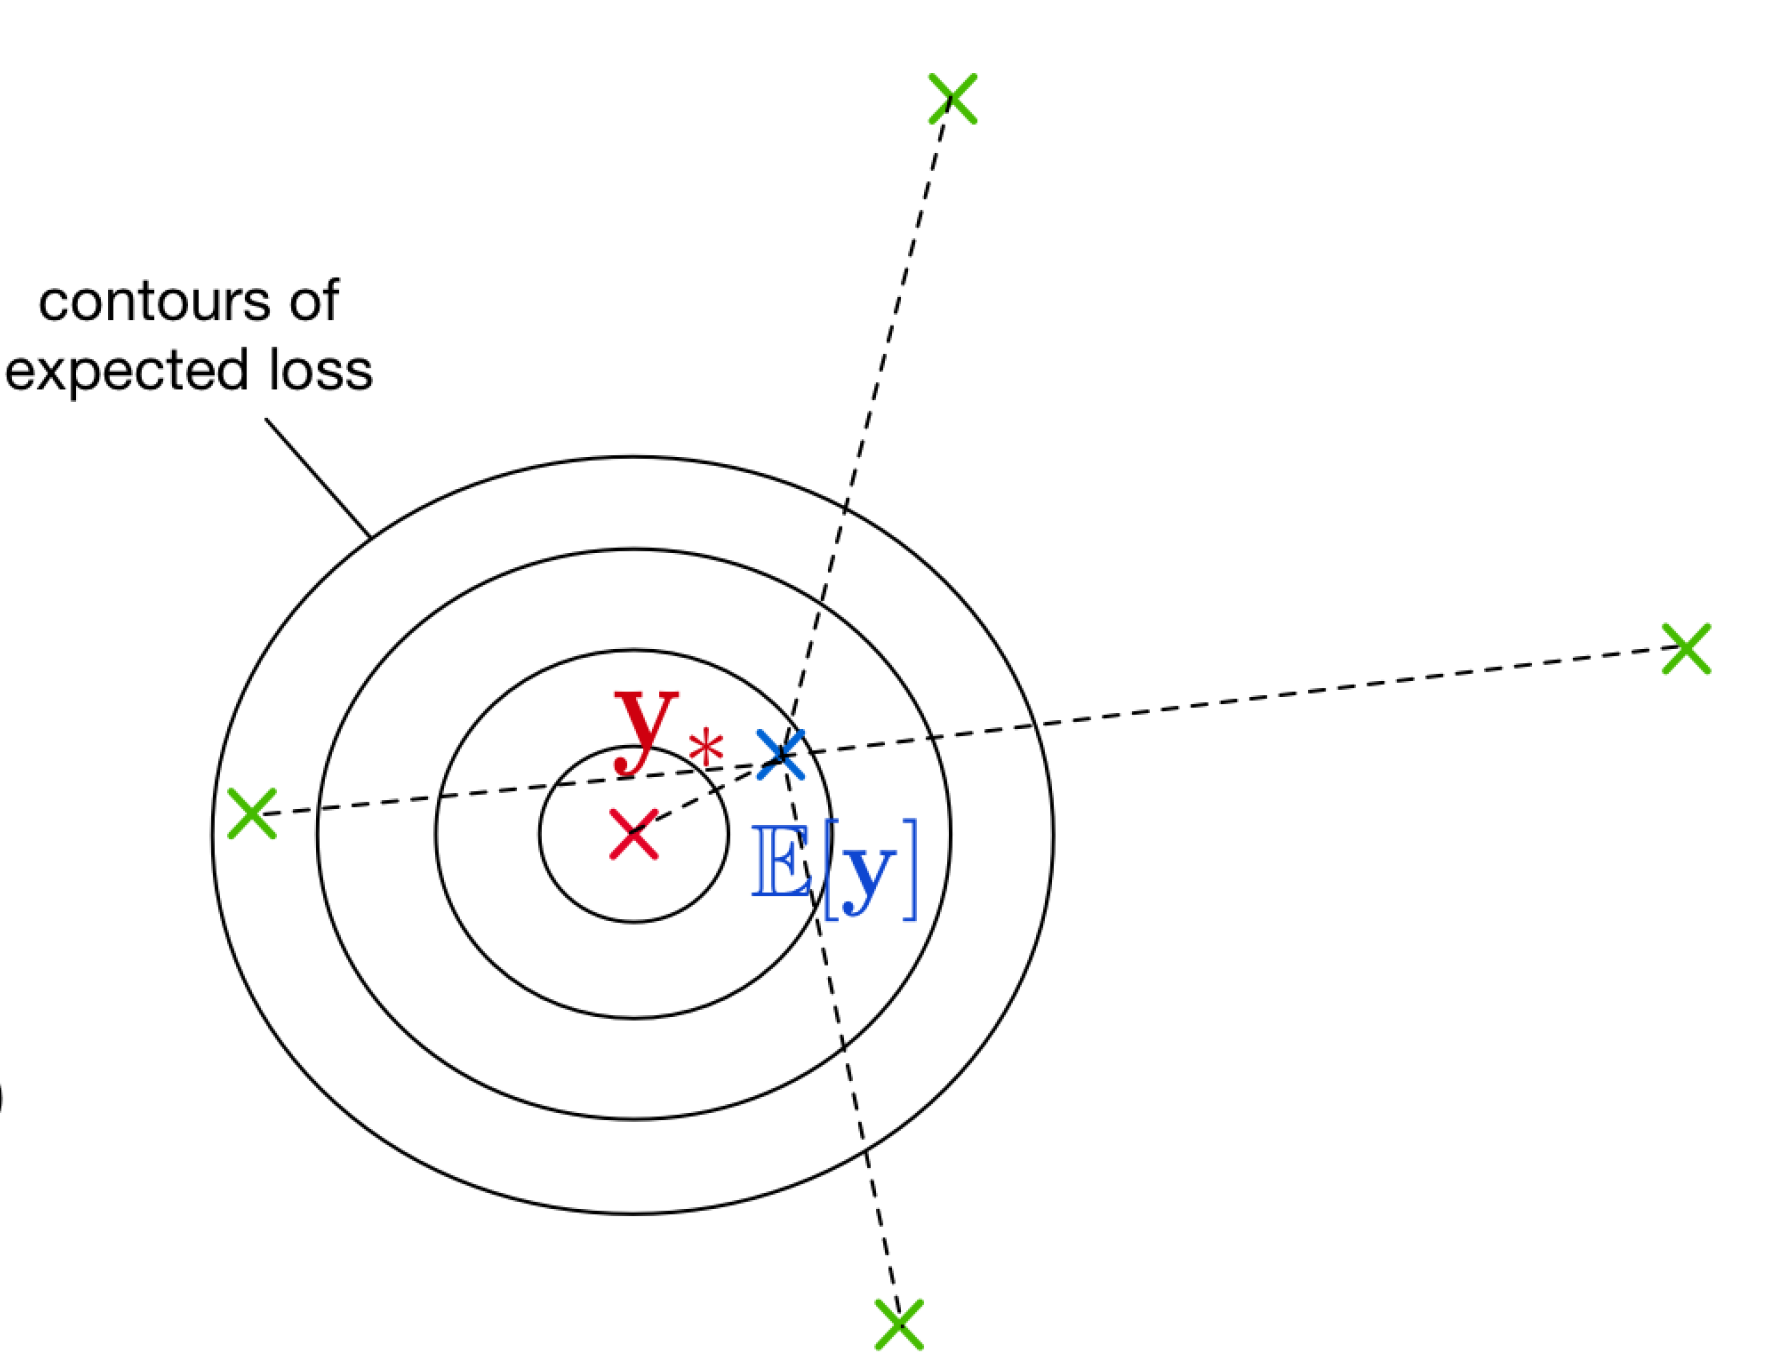 contours of
expected loss
y*
𝔼[y]
)